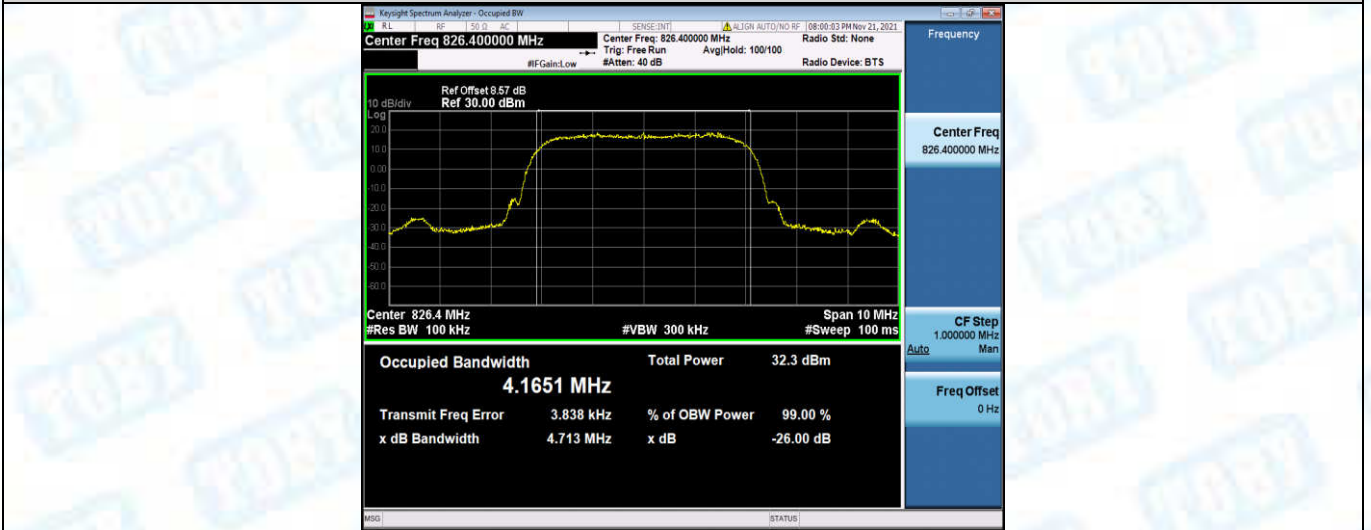 Keysight Spectrum Analyzer - Occupied BW
RL RF 50 Ω AC SENSE:INT ALIGN AUTO/NO RF 08:00:03 PM Nov 21, 2021
Center Freq 826.400000 MHz
Center Freq: 826.400000 MHz Radio Std: None
Trig: Free Run Avg|Hold: 100/100
#IFGain:Low #Atten: 40 dB Radio Device: BTS
Ref Offset 8.57 dB
10 dB/div Ref 30.00 dBm
Log
20.0
10.0
0.00
-10.0
-20.0
-30.0
-40.0
-50.0
-60.0
Center 826.4 MHz Span 10 MHz
#Res BW 100 kHz #VBW 300 kHz #Sweep 100 ms
Occupied Bandwidth Total Power 32.3 dBm
4.1651 MHz
Transmit Freq Error 3.838 kHz % of OBW Power 99.00 %
x dB Bandwidth 4.713 MHz x dB -26.00 dB
MSG STATUS
Frequency
Center Freq
826.400000 MHz
CF Step
1.000000 MHz
Auto Man
Freq Offset
0 Hz